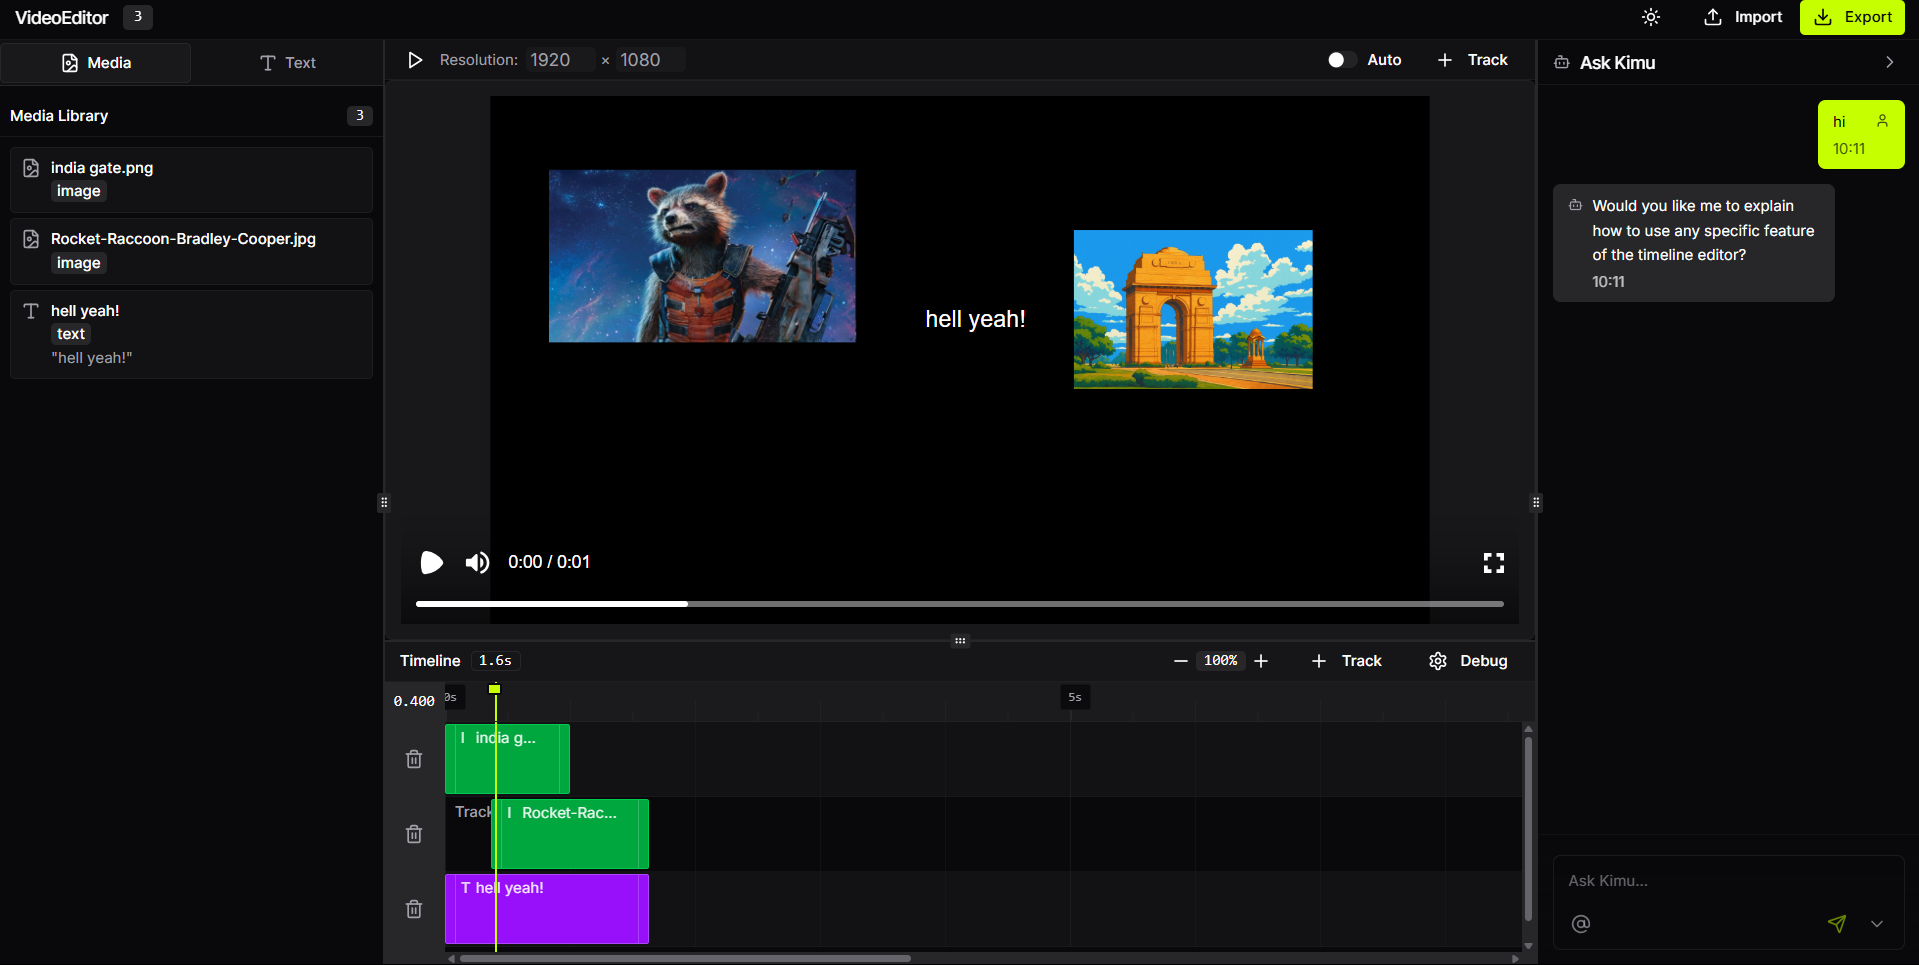 VideoEditor 3
Import
Export
Media
Text
Resolution: 1920 × 1080
Auto
Track
Ask Kimu
Media Library 3
india gate.png
image
Rocket-Raccoon-Bradley-Cooper.jpg
image
hell yeah!
text
"hell yeah!"
hell yeah!
0:00 / 0:01
hi
10:11
Would you like me to explain
how to use any specific feature
of the timeline editor?
10:11
Timeline 1.6s
100%
Track
Debug
0.400
0s
5s
I india g...
Track
I Rocket-Rac...
T hell yeah!
Ask Kimu...
@